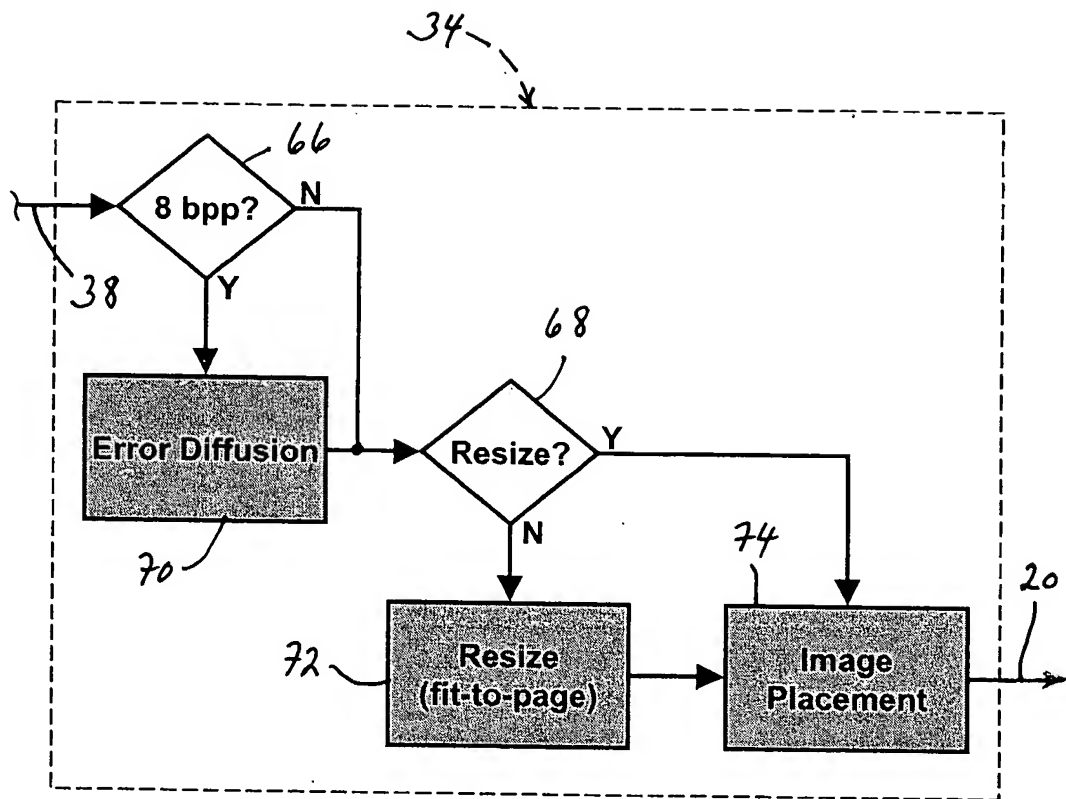 34
66
8 bpp?
N
38
Y
68
Error Diffusion
Resize?
Y
70
N
74
20
72
Resize
(fit-to-page)
Image
Placement